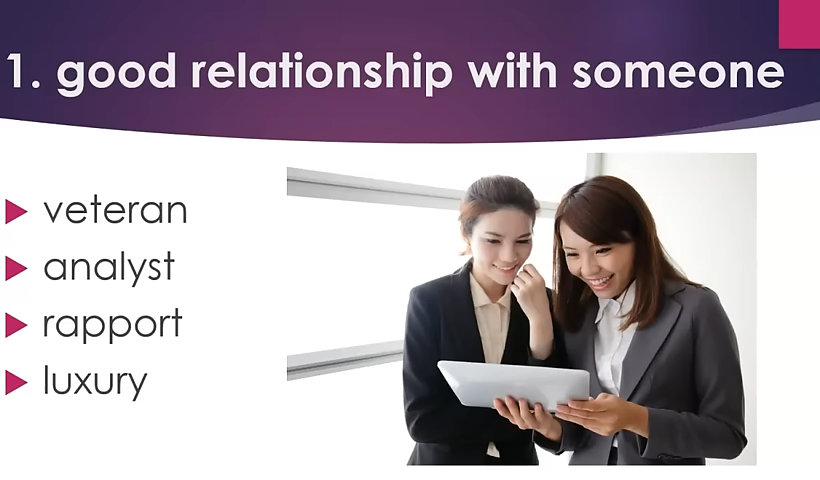 1. good relationship with someone
veteran
analyst
rapport
luxury